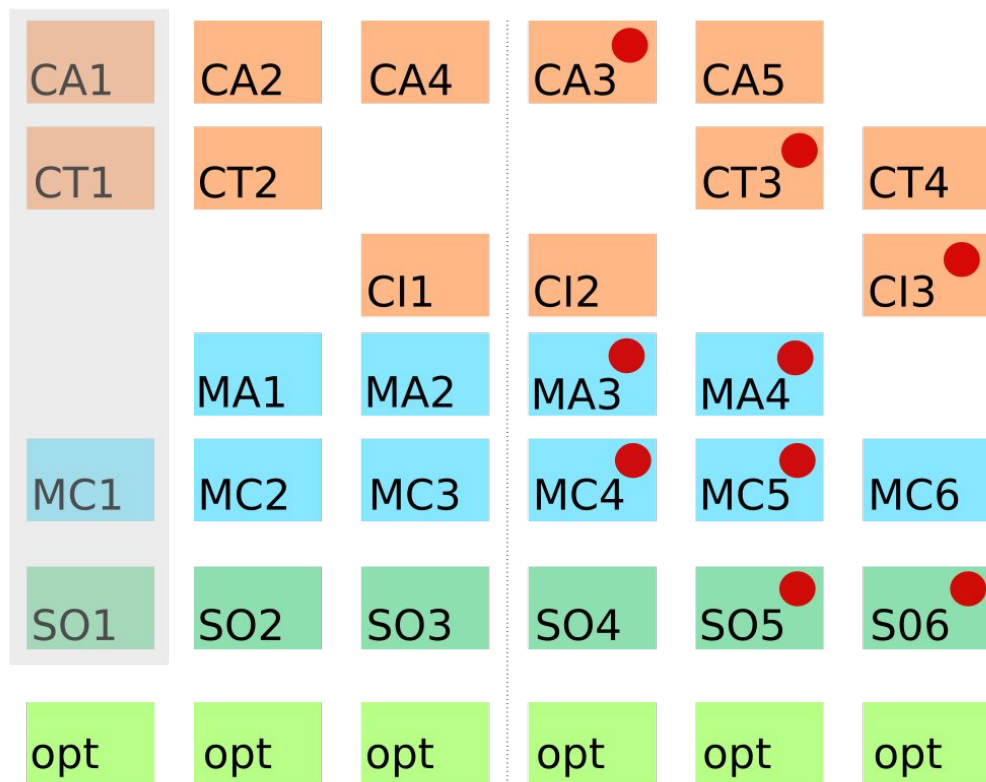 CA1 CA2 CA4 CA3 CA5
CT1 CT2 CT3 CT4
CI1 CI2 CI3
MA1 MA2 MA3 MA4
MC1 MC2 MC3 MC4 MC5 MC6
SO1 SO2 SO3 SO4 SO5 S06
opt opt opt opt opt opt